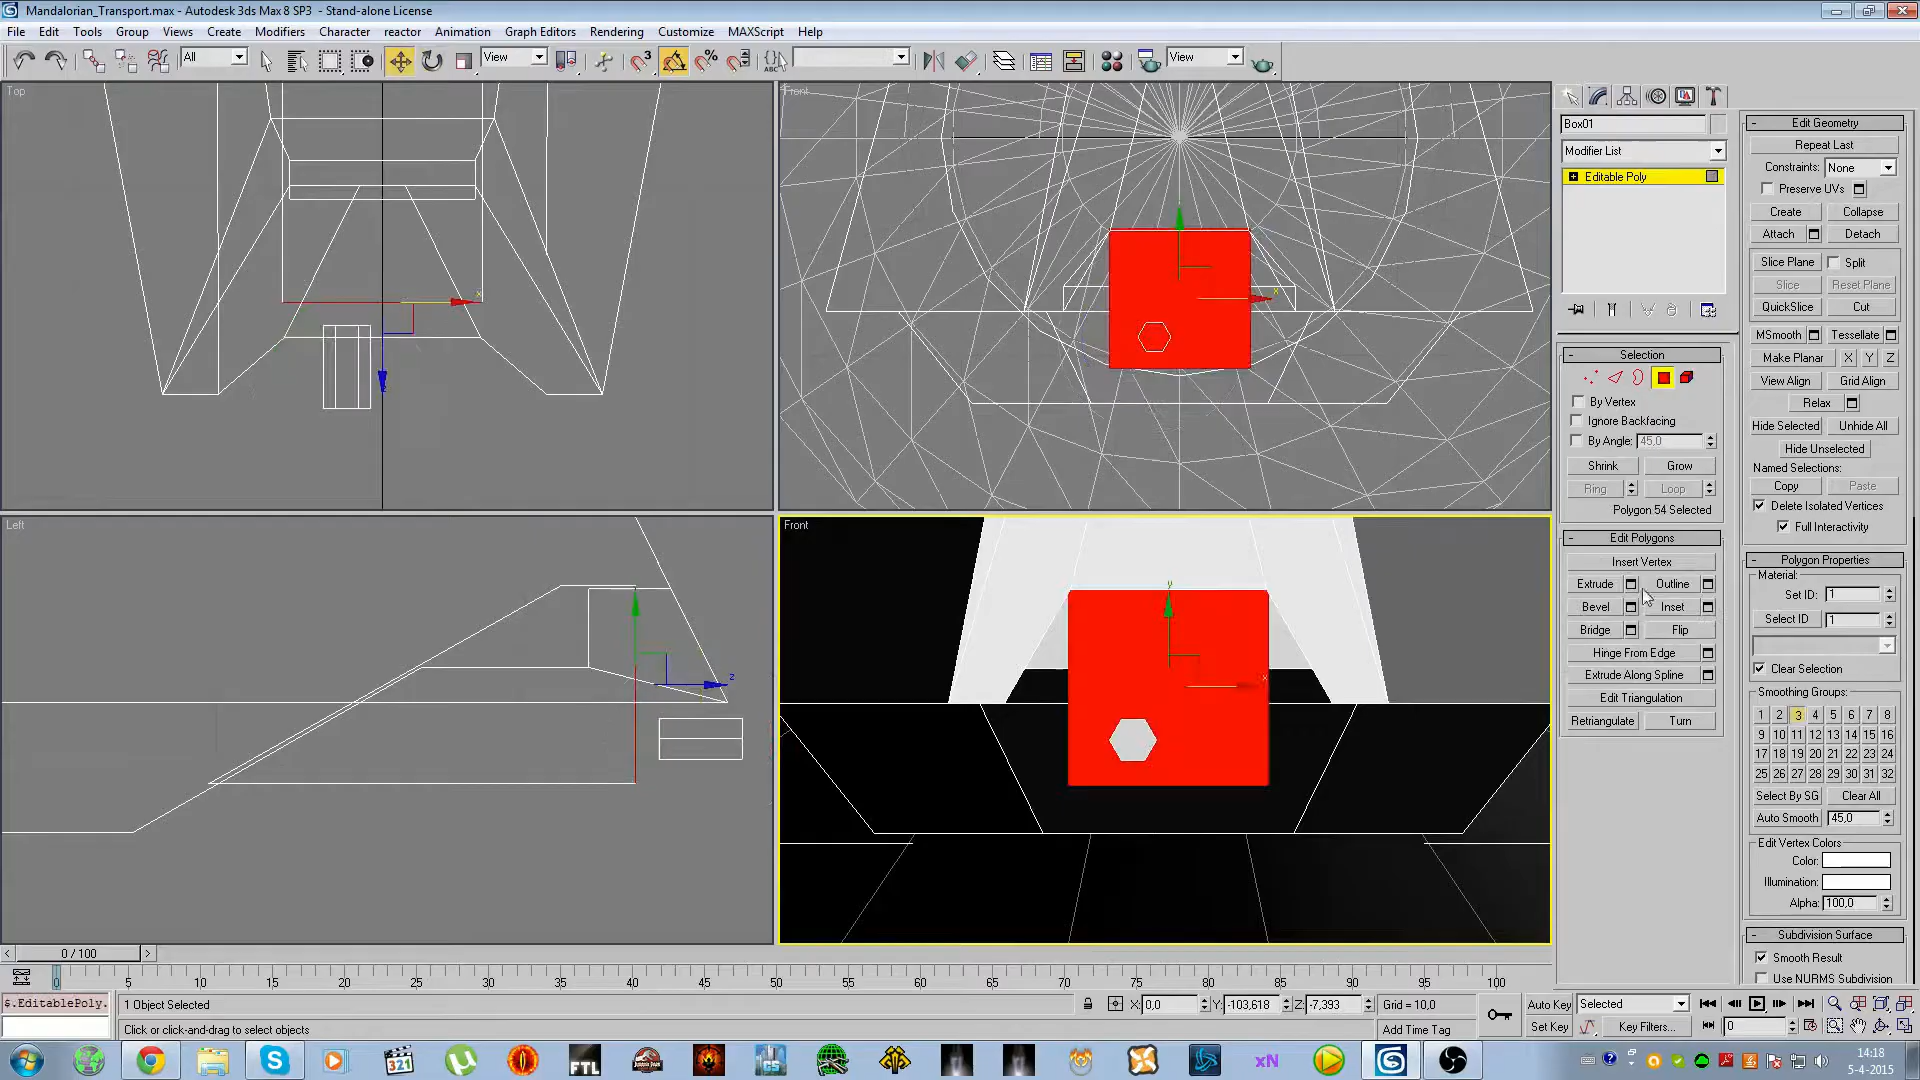 Mandalorian_Transport.max - Autodesk 3ds Max 8 SP3 - Stand-alone License
File Edit Tools Group Views Create Modifiers Character reactor Animation Graph Editors Rendering Customize MAXScript Help
All View View
Top
Front
Left
Front
Box01
Modifier List
Editable Poly
Selection
By Vertex
Ignore Backfacing
By Angle: 45,0
Shrink Grow
Ring Loop
Polygon 54 Selected
Edit Polygons
Insert Vertex
Extrude Outline
Bevel Inset
Bridge Flip
Hinge From Edge
Extrude Along Spline
Edit Triangulation
Retriangulate Turn
Edit Geometry
Repeat Last
Constraints: None
Preserve UVs
Create Collapse
Attach Detach
Slice Plane Split
Slice Reset Plane
QuickSlice Cut
MSmooth Tessellate
Make Planar X Y Z
View Align Grid Align
Relax
Hide Selected Unhide All
Hide Unselected
Named Selections:
Copy Paste
Delete Isolated Vertices
Full Interactivity
Polygon Properties
Material:
Set ID: 1
Select ID 1
Clear Selection
Smoothing Groups:
1 2 3 4 5 6 7 8
9 10 11 12 13 14 15 16
17 18 19 20 21 22 23 24
25 26 27 28 29 30 31 32
Select By SG Clear All
Auto Smooth 45,0
Edit Vertex Colors
Color:
Illumination:
Alpha: 100,0
Subdivision Surface
Smooth Result
Use NURMS Subdivision
0 / 100
0 5 10 15 20 25 30 35 40 45 50 55 60 65 70 75 80 85 90 95 100
$.EditablePoly.
1 Object Selected X: 0,0 Y: -103,618 Z: -7,393 Grid = 10,0 Auto Key Selected
Click or click-and-drag to select objects Add Time Tag Set Key Key Filters... 0
321 FTL xN
14:18
5-4-2015